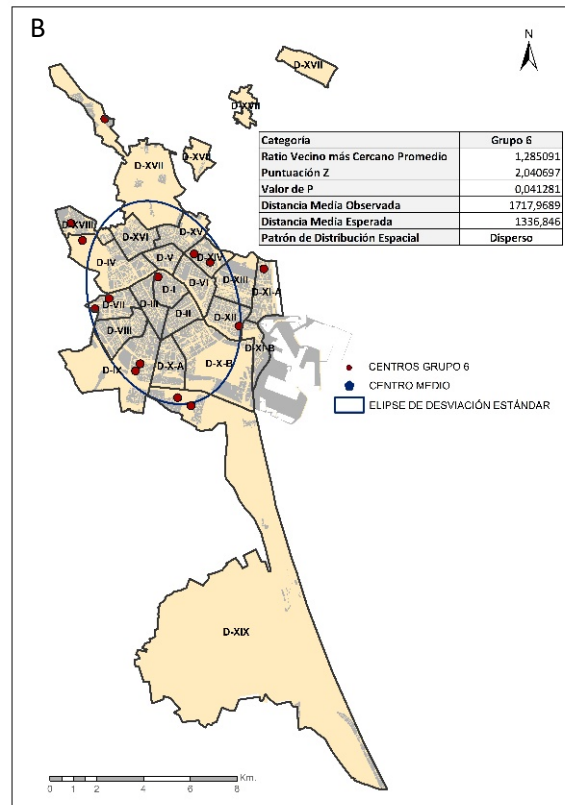 B
N
D-XVII
D-XVII
D-XVII
D-XVII
Categoría Grupo 6
Ratio Vecino más Cercano Promedio 1,285091
Puntuación Z 2,040697
Valor de P 0,041281
Distancia Media Observada 1717,9689
Distancia Media Esperada 1336,846
Patrón de Distribución Espacial Disperso
D-XVIII
D-XVI
D-XV
D-IV
D-V
D-XIV
D-XIII
D-XI-A
D-I
D-VI
D-VII
D-III
D-II
D-XII
D-VIII
D-XI-B
D-IX
D-X-A
D-X-B
CENTROS GRUPO 6
CENTRO MEDIO
ELIPSE DE DESVIACIÓN ESTÁNDAR
D-XIX
Km.
0 1 2 4 6 8